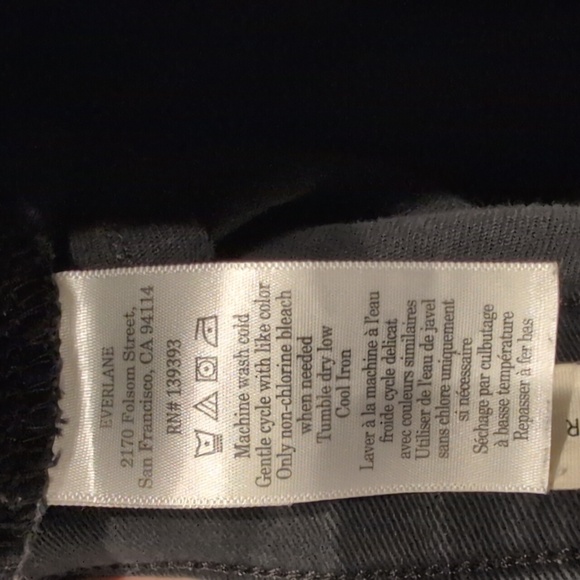 EVERLANE
2170 Folsom Street,
San Francisco, CA 94114
RN# 139393
Machine wash cold
Gentle cycle with like color
Only non-chlorine bleach
when needed
Tumble dry low
Cool Iron
Laver à la machine à l'eau
froide cycle delicat
avec couleurs similaires
Utiliser de l'eau de javel
sans chlore uniquement
si nécessaire
Séchage par culbutage
à basse température
Repasser à fer bas
R